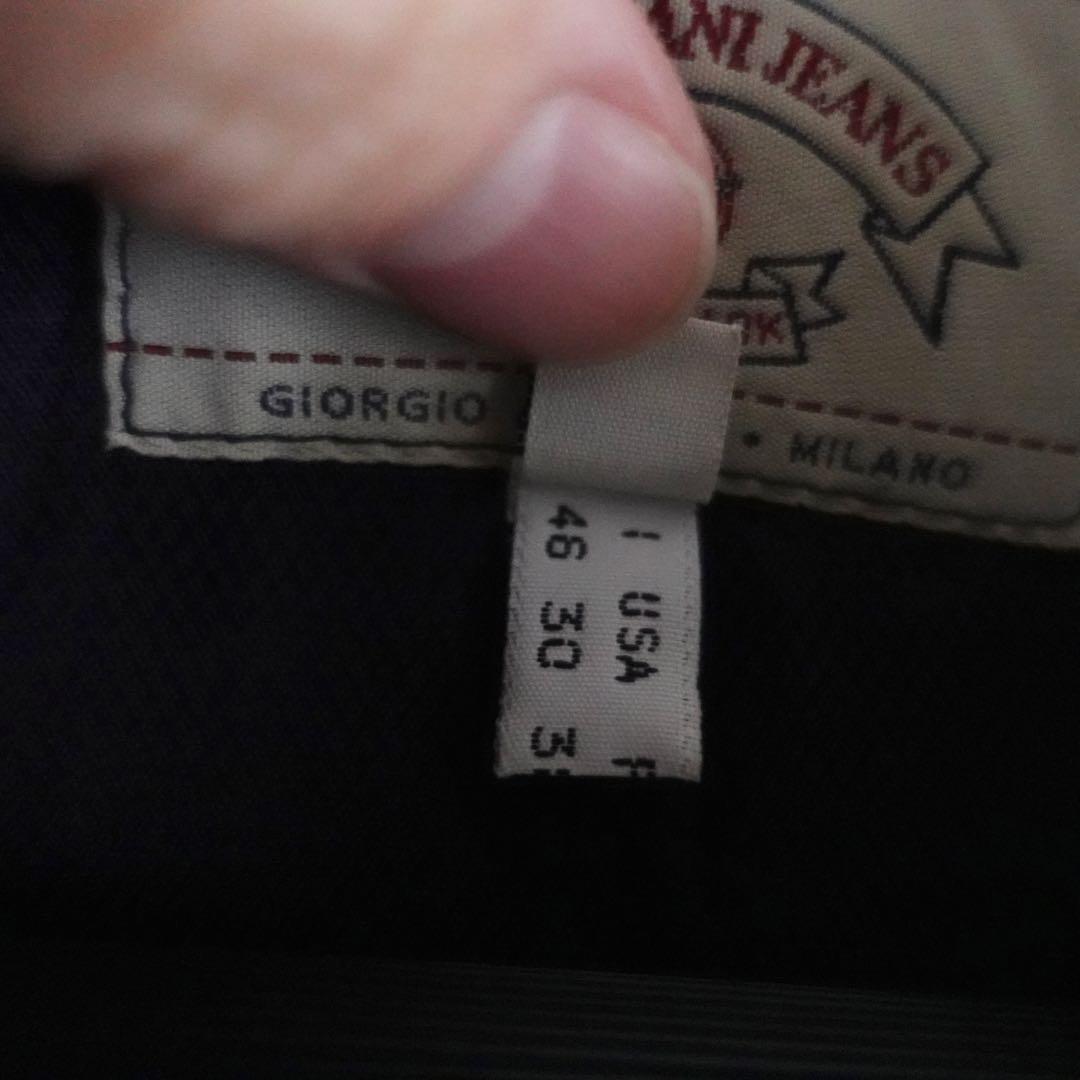 ANI JEANS
GIORGIO • MILANO
I USA
46 30